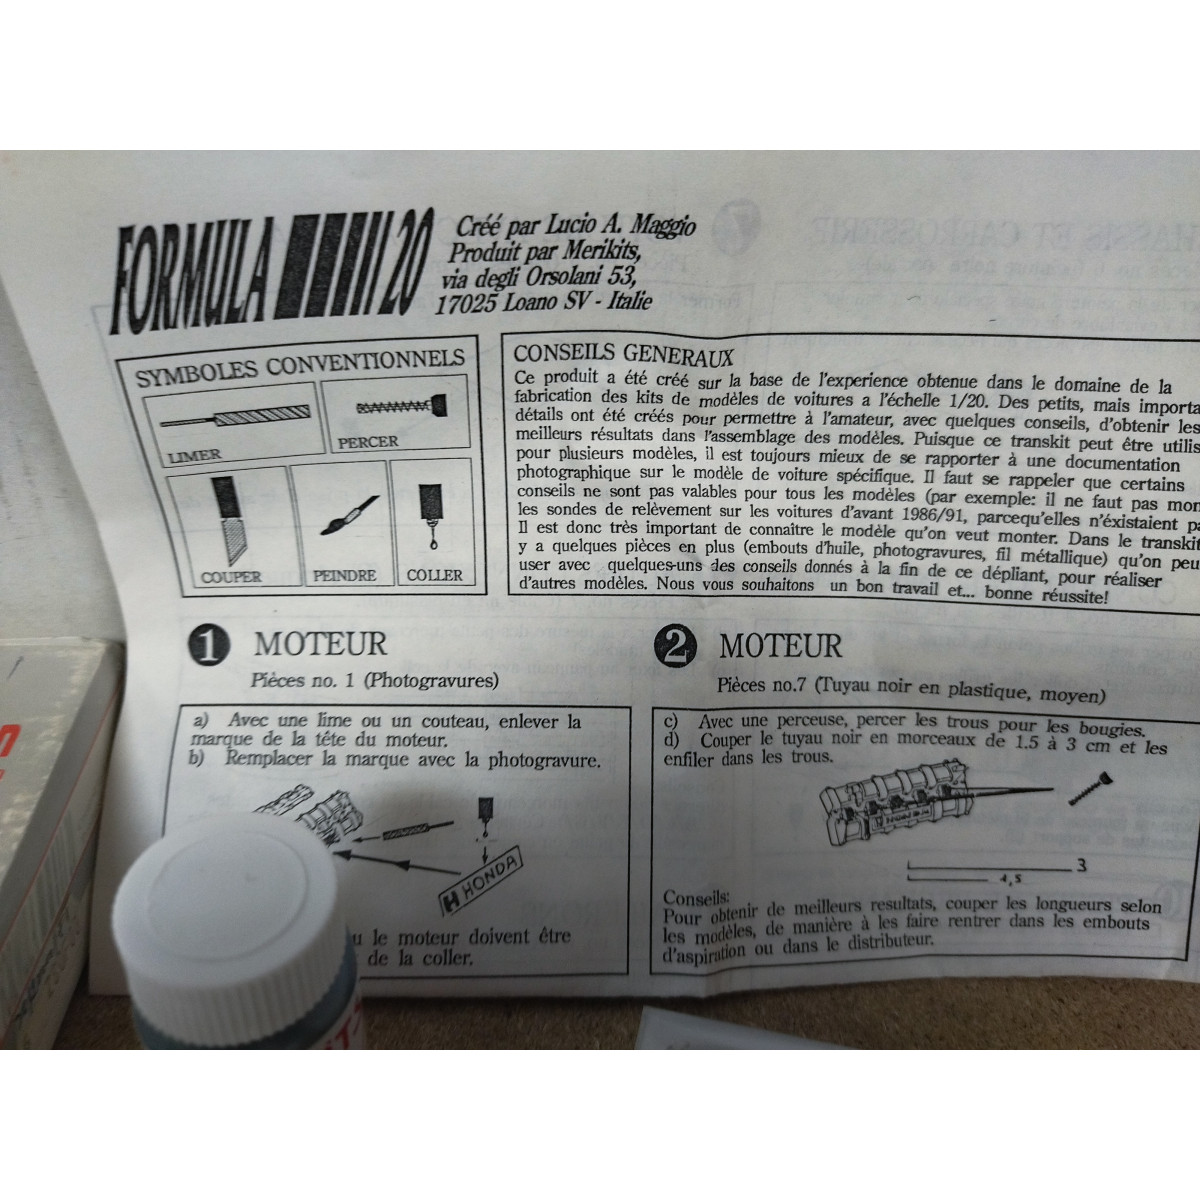 FORMULA 20
Créé par Lucio A. Maggio
Produit par Merikits,
via degli Orsolani 53,
17025 Loano SV - Italie
SYMBOLES CONVENTIONNELS
LIMER
PERCER
COUPER
PEINDRE
COLLER
CONSEILS GENERAUX
Ce produit a été créé sur la base de l'experience obtenue dans le domaine de la
fabrication des kits de modèles de voitures a l'échelle 1/20. Des petits, mais importa
détails ont été créés pour permettre à l'amateur, avec quelques conseils, d'obtenir les
meilleurs résultats dans l'assemblage des modèles. Puisque ce transkit peut être utilis
pour plusieurs modèles, il est toujours mieux de se rapporter à une documentation
photographique sur le modèle de voiture spécifique. Il faut se rappeler que certains
conseils ne sont pas valables pour tous les modèles (par exemple: il ne faut pas mon
les sondes de relèvement sur les voitures d'avant 1986/91, parcequ'elles n'éxistaient pa
Il est donc très important de connaître le modèle qu'on veut monter. Dans le transkit
y a quelques pièces en plus (embouts d'huile, photogravures, fil métallique) qu'on peu
user avec quelques-uns des conseils donnés à la fin de ce dépliant, pour réaliser
d'autres modèles. Nous vous souhaitons un bon travail et... bonne réussite!
1 MOTEUR
Pièces no. 1 (Photogravures)
a) Avec une lime ou un couteau, enlever la
marque de la tête du moteur.
b) Remplacer la marque avec la photogravure.
H HONDA
u le moteur doivent être
de la coller.
2 MOTEUR
Pièces no.7 (Tuyau noir en plastique, moyen)
c) Avec une perceuse, percer les trous pour les bougies.
d) Couper le tuyau noir en morceaux de 1.5 à 3 cm et les
enfiler dans les trous.
HONDA
3
1,5
Conseils:
Pour obtenir de meilleurs resultats, couper les longueurs selon
les modèles, de manière à les faire rentrer dans les embouts
d'aspiration ou dans le distributeur.